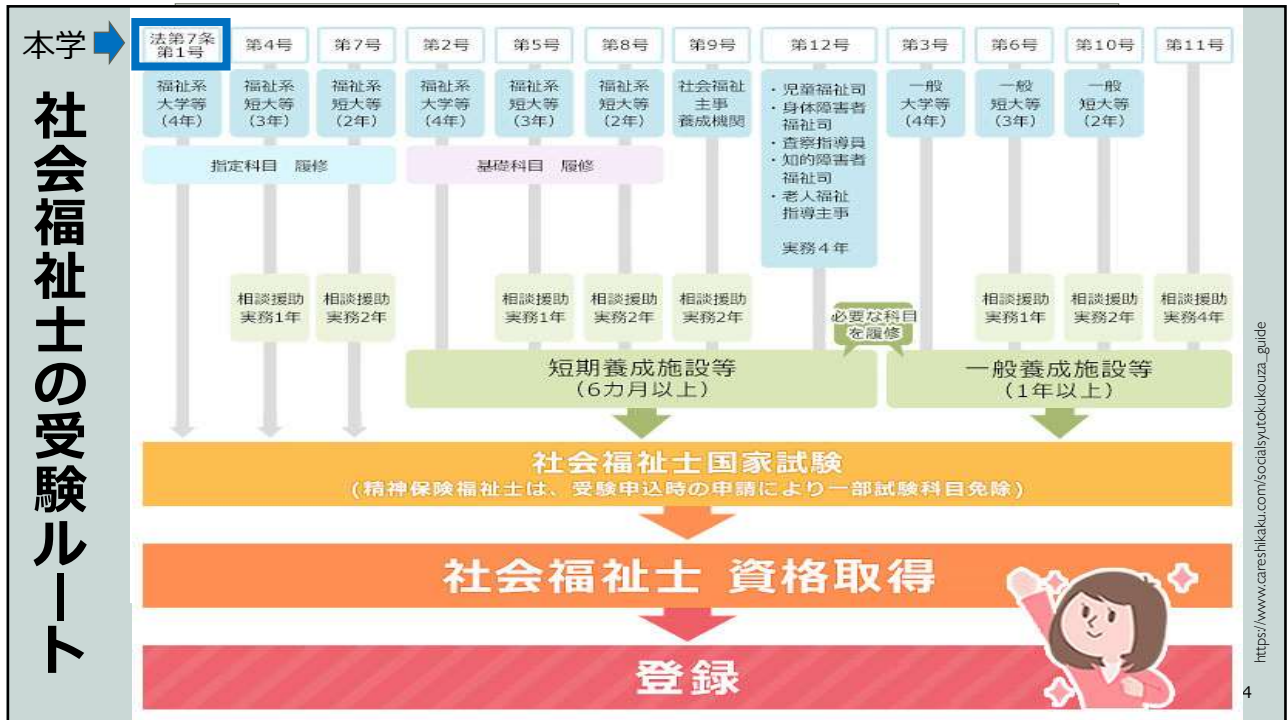 本学
社会福祉士の受験ルート
法第7条
第1号
第4号
第7号
第2号
第5号
第8号
第9号
第12号
第3号
第6号
第10号
第11号
福祉系
大学等
(4年)
福祉系
短大等
(3年)
福祉系
短大等
(2年)
福祉系
大学等
(4年)
福祉系
短大等
(3年)
福祉系
短大等
(2年)
社会福祉
主事
養成機関
・児童福祉司
・身体障害者
福祉司
・査察指導員
・知的障害者
福祉司
・老人福祉
指導主事
実務4年
一般
大学等
(4年)
一般
短大等
(3年)
一般
短大等
(2年)
指定科目 履修
基礎科目 履修
相談援助
実務1年
相談援助
実務2年
相談援助
実務1年
相談援助
実務2年
相談援助
実務2年
必要な科目
を履修
相談援助
実務1年
相談援助
実務2年
相談援助
実務4年
短期養成施設等
(6カ月以上)
一般養成施設等
(1年以上)
社会福祉士国家試験
(精神保険福祉士は、受験申込時の申請により一部試験科目免除)
社会福祉士 資格取得
登録
https://www.careshikaku.com/socialsyutokukouza_guide
4